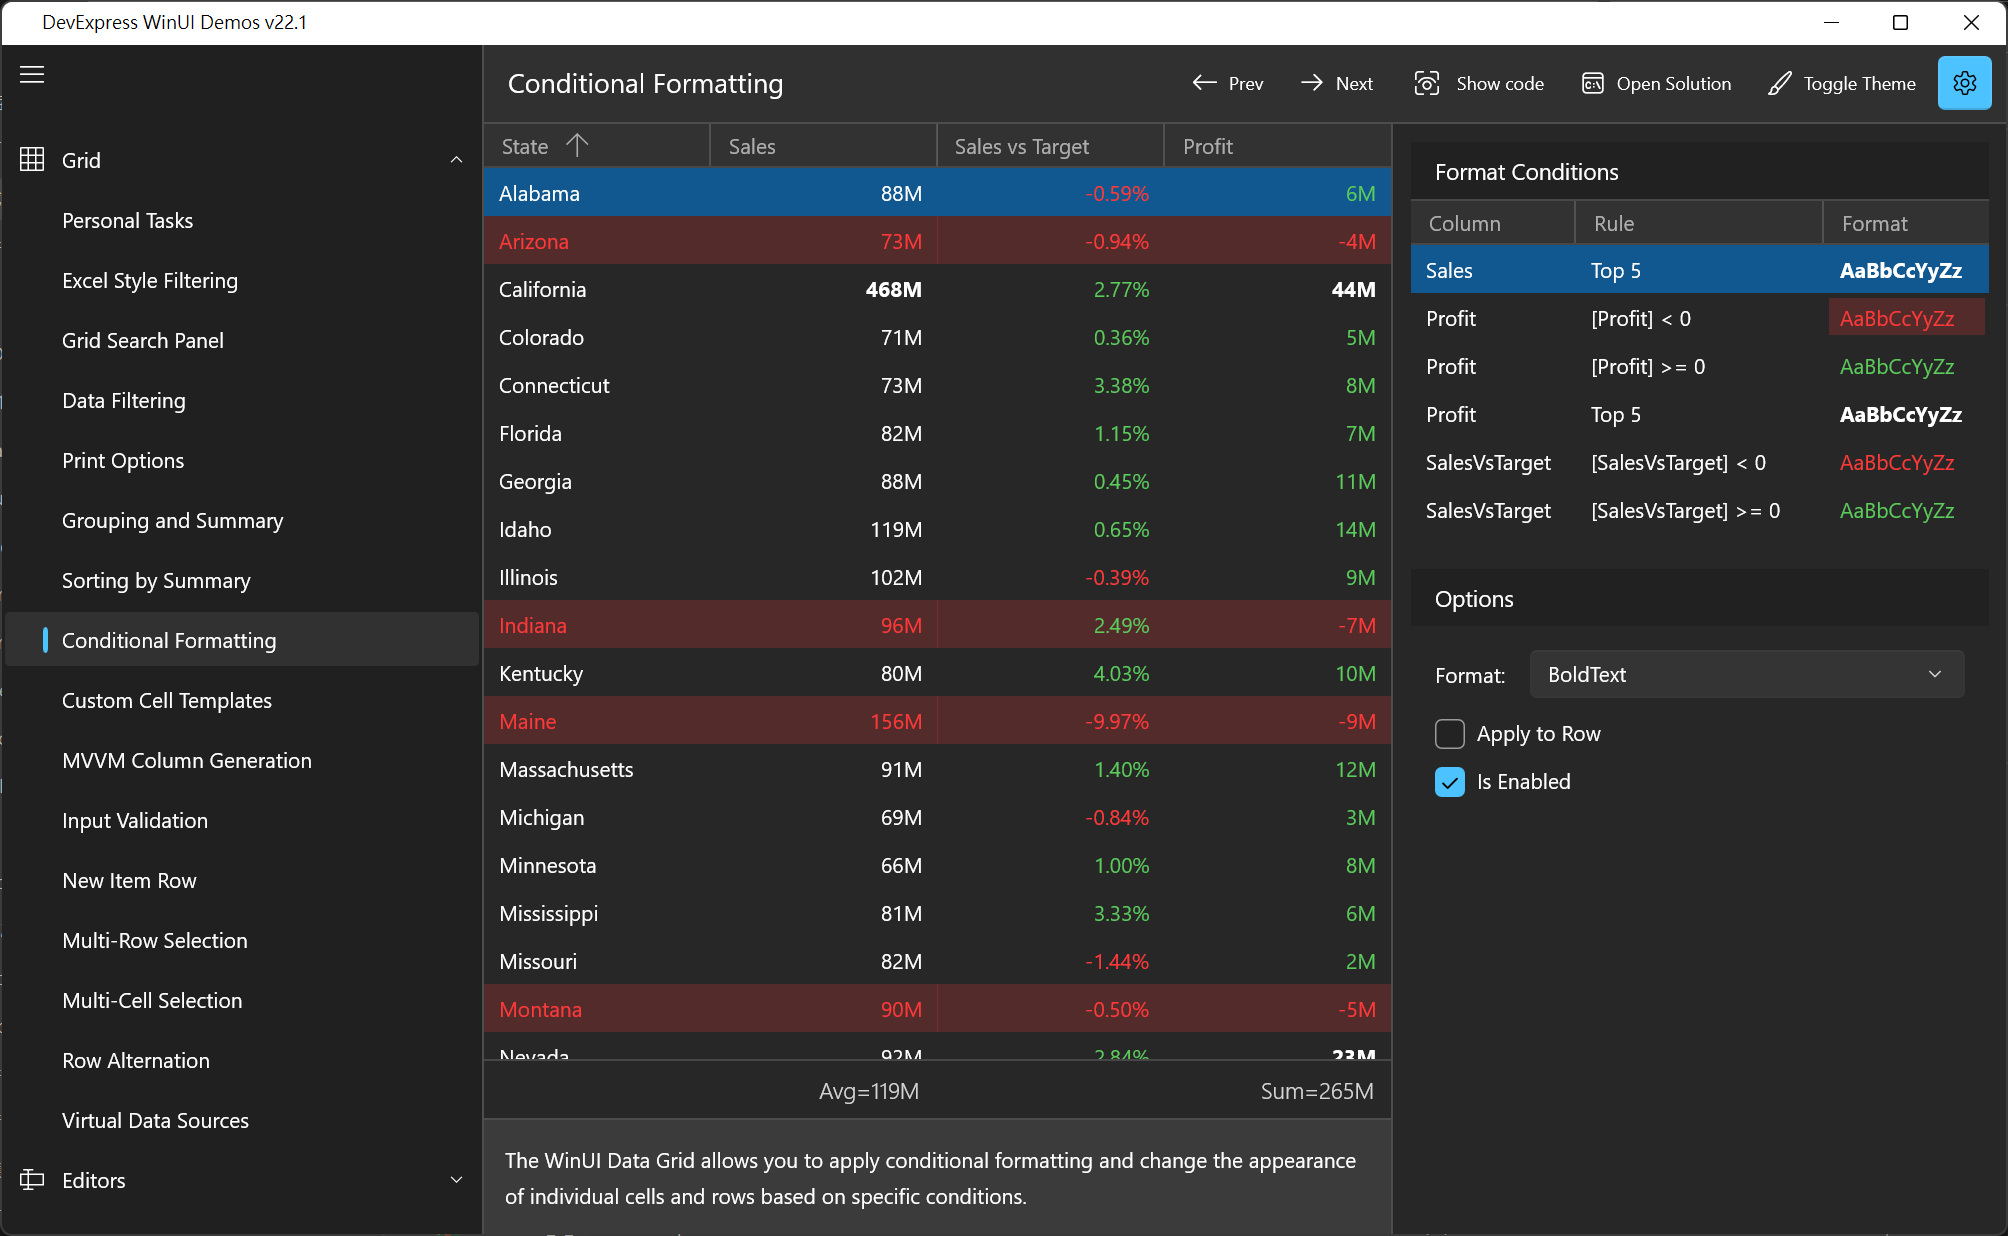 DevExpress WinUI Demos v22.1
Conditional Formatting
Prev
Next
Show code
Open Solution
Toggle Theme
Grid
Personal Tasks
Excel Style Filtering
Grid Search Panel
Data Filtering
Print Options
Grouping and Summary
Sorting by Summary
Conditional Formatting
Custom Cell Templates
MVVM Column Generation
Input Validation
New Item Row
Multi-Row Selection
Multi-Cell Selection
Row Alternation
Virtual Data Sources
Editors
State Sales Sales vs Target Profit
Alabama 88M -0.59% 6M
Arizona 73M -0.94% -4M
California 468M 2.77% 44M
Colorado 71M 0.36% 5M
Connecticut 73M 3.38% 8M
Florida 82M 1.15% 7M
Georgia 88M 0.45% 11M
Idaho 119M 0.65% 14M
Illinois 102M -0.39% 9M
Indiana 96M 2.49% -7M
Kentucky 80M 4.03% 10M
Maine 156M -9.97% -9M
Massachusetts 91M 1.40% 12M
Michigan 69M -0.84% 3M
Minnesota 66M 1.00% 8M
Mississippi 81M 3.33% 6M
Missouri 82M -1.44% 2M
Montana 90M -0.50% -5M
Nevada 92M 2.84% 23M
Avg=119M Sum=265M
The WinUI Data Grid allows you to apply conditional formatting and change the appearance
of individual cells and rows based on specific conditions.
Format Conditions
Column Rule Format
Sales Top 5 AaBbCcYyZz
Profit [Profit] < 0 AaBbCcYyZz
Profit [Profit] >= 0 AaBbCcYyZz
Profit Top 5 AaBbCcYyZz
SalesVsTarget [SalesVsTarget] < 0 AaBbCcYyZz
SalesVsTarget [SalesVsTarget] >= 0 AaBbCcYyZz
Options
Format: BoldText
Apply to Row
Is Enabled